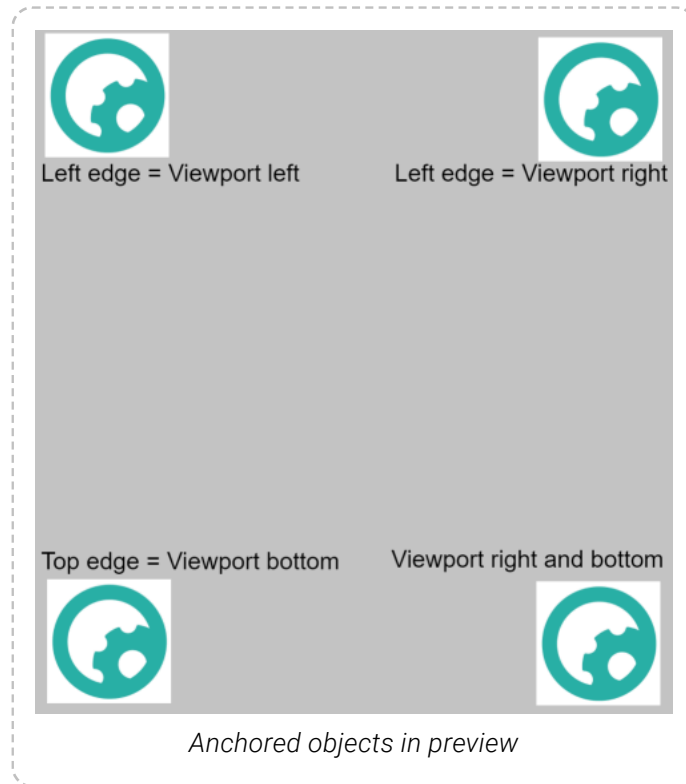 Left edge = Viewport left
Left edge = Viewport right
Top edge = Viewport bottom
Viewport right and bottom
Anchored objects in preview